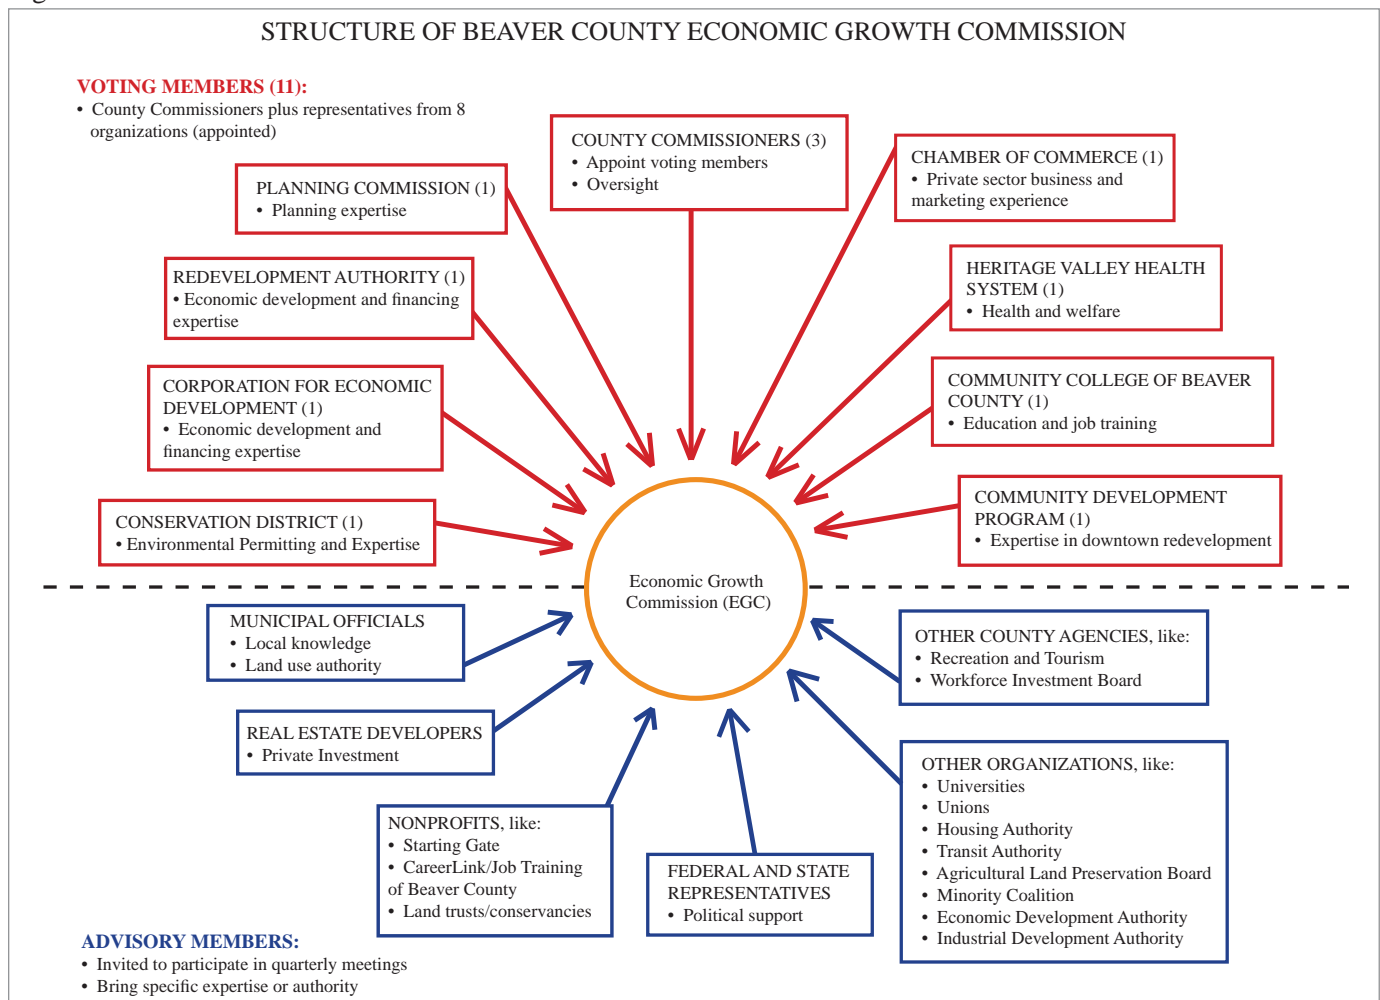 STRUCTURE OF BEAVER COUNTY ECONOMIC GROWTH COMMISSION
VOTING MEMBERS (11):
• County Commissioners plus representatives from 8
organizations (appointed)
COUNTY COMMISSIONERS (3)
• Appoint voting members
• Oversight
CHAMBER OF COMMERCE (1)
• Private sector business and
marketing experience
PLANNING COMMISSION (1)
• Planning expertise
REDEVELOPMENT AUTHORITY (1)
• Economic development and financing
expertise
HERITAGE VALLEY HEALTH
SYSTEM (1)
• Health and welfare
CORPORATION FOR ECONOMIC
DEVELOPMENT (1)
• Economic development and
financing expertise
COMMUNITY COLLEGE OF BEAVER
COUNTY (1)
• Education and job training
CONSERVATION DISTRICT (1)
• Environmental Permitting and Expertise
COMMUNITY DEVELOPMENT
PROGRAM (1)
• Expertise in downtown redevelopment
Economic Growth
Commission (EGC)
MUNICIPAL OFFICIALS
• Local knowledge
• Land use authority
OTHER COUNTY AGENCIES, like:
• Recreation and Tourism
• Workforce Investment Board
REAL ESTATE DEVELOPERS
• Private Investment
NONPROFITS, like:
• Starting Gate
• CareerLink/Job Training
of Beaver County
• Land trusts/conservancies
FEDERAL AND STATE
REPRESENTATIVES
• Political support
OTHER ORGANIZATIONS, like:
• Universities
• Unions
• Housing Authority
• Transit Authority
• Agricultural Land Preservation Board
• Minority Coalition
• Economic Development Authority
• Industrial Development Authority
ADVISORY MEMBERS:
• Invited to participate in quarterly meetings
• Bring specific expertise or authority